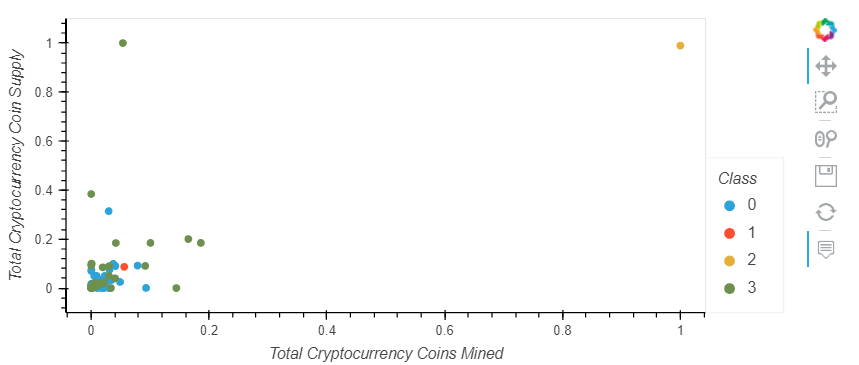 Total Cryptocurrency Coin Supply
1
0.8
0.6
0.4
0.2
0
0 0.2 0.4 0.6 0.8 1
Total Cryptocurrency Coins Mined
Class
0
1
2
3